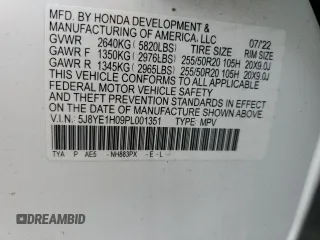 MFD. BY HONDA DEVELOPMENT &
MANUFACTURING OF AMERICA, LLC 07/'22
GVWR 2640KG (5820LBS) TIRE SIZE RIM SIZE
GAWR F 1350KG (2976LBS) 255/50R20 105H 20X9.0J
GAWR R 1345KG (2965LBS) 255/50R20 105H 20X9.0J
THIS VEHICLE CONFORMS TO ALL APPLICABLE
FEDERAL MOTOR VEHICLE SAFETY, BUMPER,
AND THEFT PREVENTION STANDARDS IN EFFECT
ON THE DATE OF MANUFACTURE SHOWN ABOVE.
V.I.N. 5J8YE1H09PL001351 TYPE MPV
TYA P AE5 NH883PX E L
DREAMBID